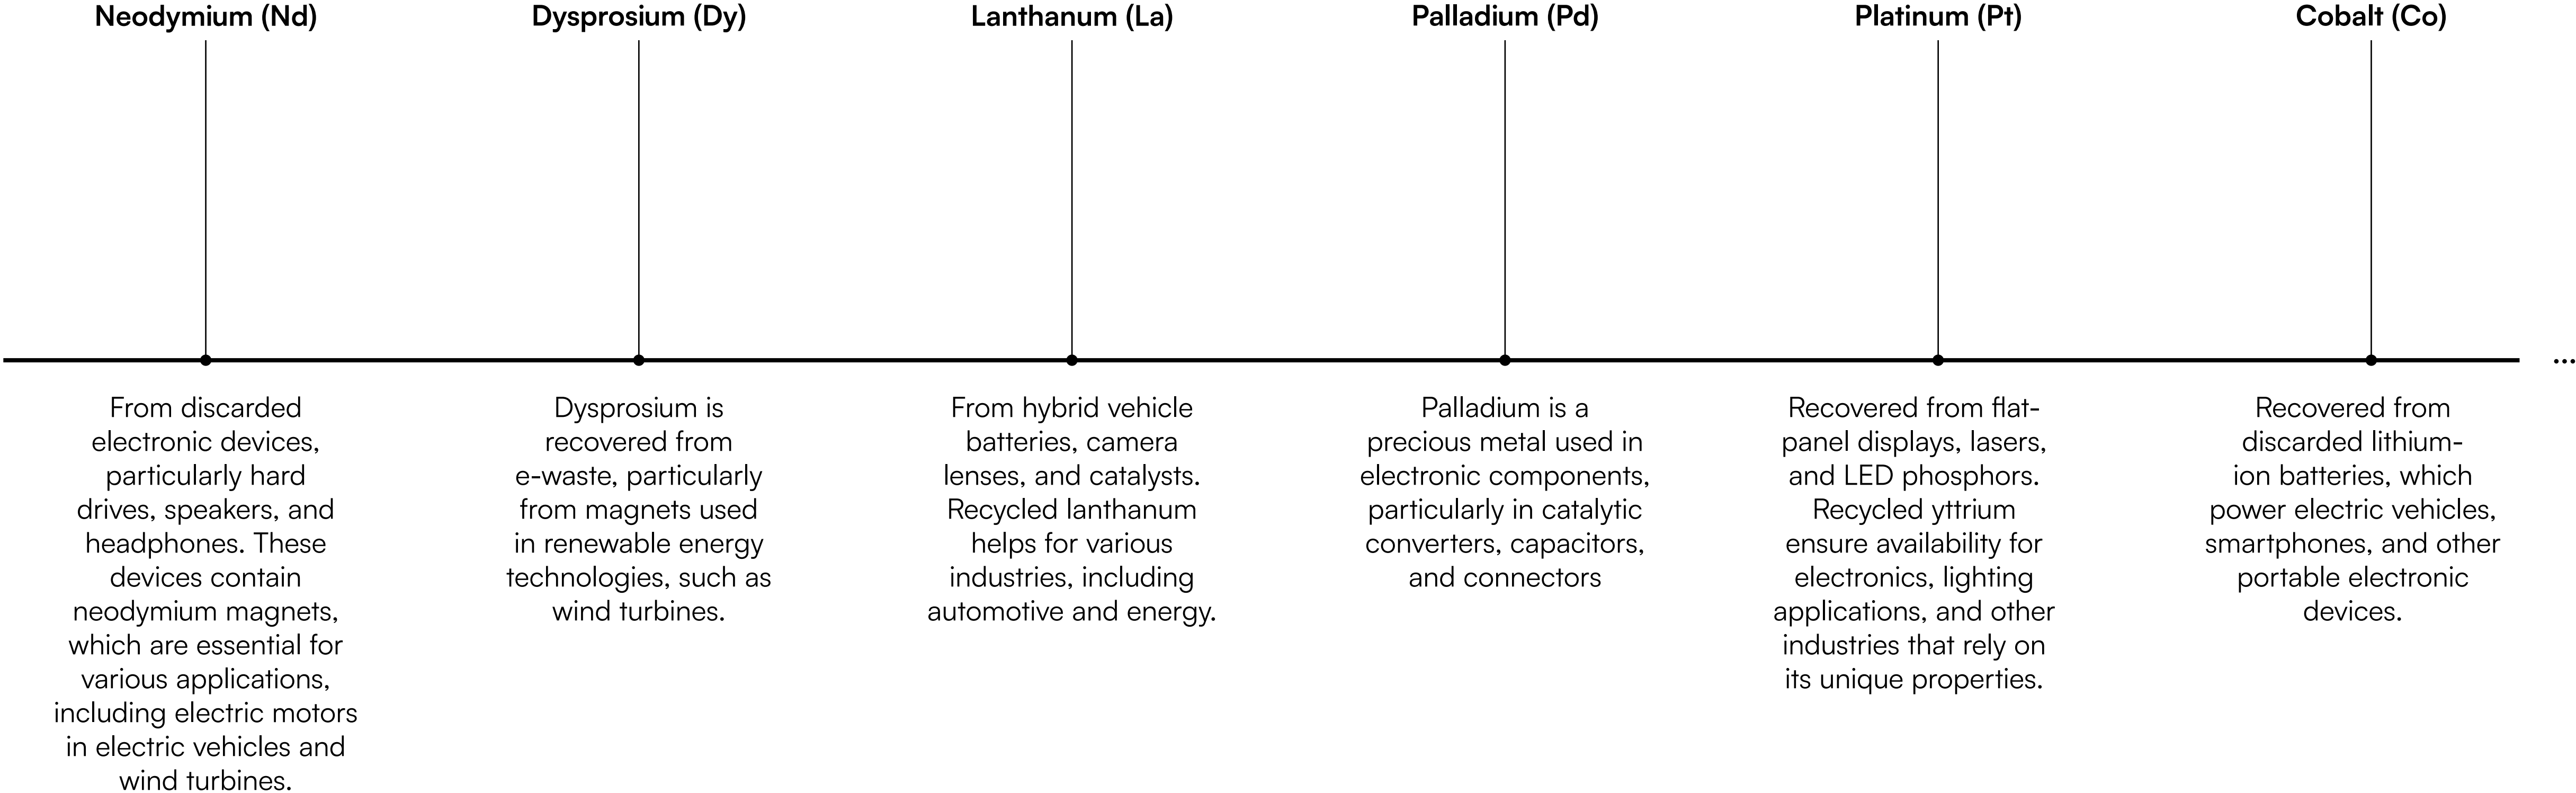 Neodymium (Nd)
From discarded
electronic devices,
particularly hard
drives, speakers, and
headphones. These
devices contain
neodymium magnets,
which are essential for
various applications,
including electric motors
in electric vehicles and
wind turbines.
Dysprosium (Dy)
Dysprosium is
recovered from
e-waste, particularly
from magnets used
in renewable energy
technologies, such as
wind turbines.
Lanthanum (La)
From hybrid vehicle
batteries, camera
lenses, and catalysts.
Recycled lanthanum
helps for various
industries, including
automotive and energy.
Palladium (Pd)
Palladium is a
precious metal used in
electronic components,
particularly in catalytic
converters, capacitors,
and connectors
Platinum (Pt)
Recovered from flat-
panel displays, lasers,
and LED phosphors.
Recycled yttrium
ensure availability for
electronics, lighting
applications, and other
industries that rely on
its unique properties.
Cobalt (Co)
Recovered from
discarded lithium-
ion batteries, which
power electric vehicles,
smartphones, and other
portable electronic
devices.
...